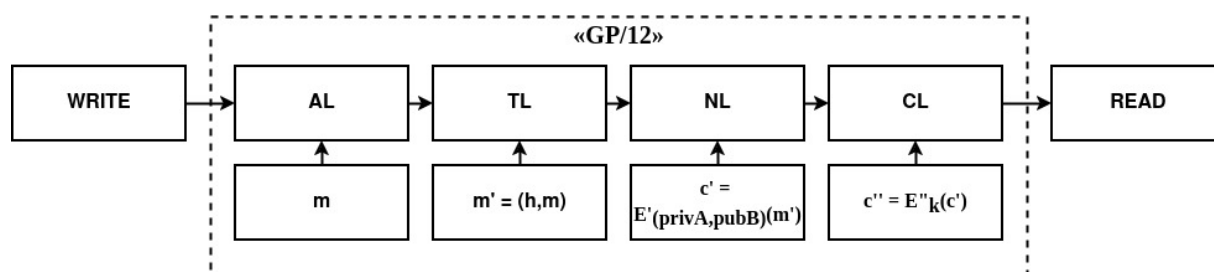 «GP/12»
WRITE
AL
TL
NL
CL
READ
m
m' = (h,m)
c' =
E'(privA,pubB)(m')
c'' = E"k(c')